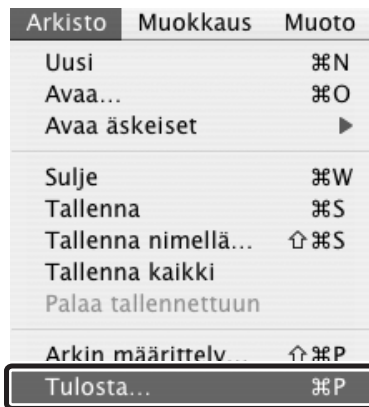 Arkisto Muokkaus Muoto
Uusi ⌘N
Avaa... ⌘O
Avaa äskeiset ▶
Sulje ⌘W
Tallenna ⌘S
Tallenna nimellä... ⇧⌘S
Tallenna kaikki
Palaa tallennettuun
Arkin määrittely... ⇧⌘P
Tulosta... ⌘P